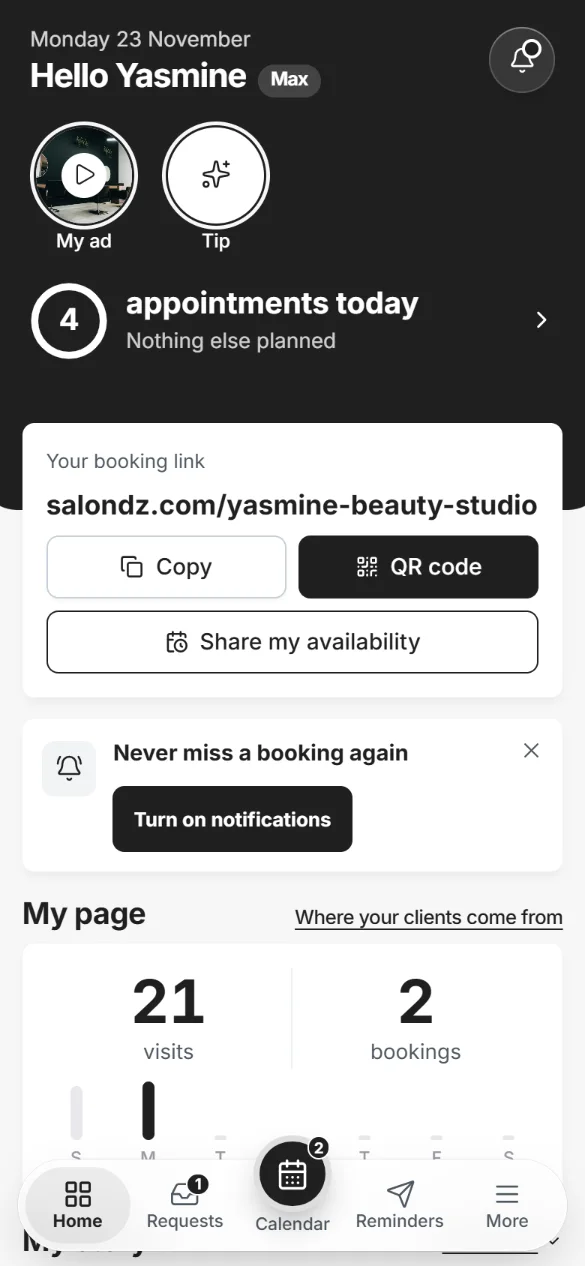 Monday 23 November
Hello Yasmine Max
My ad Tip
4 appointments today
Nothing else planned
Your booking link
salondz.com/yasmine-beauty-studio
Copy QR code
Share my availability
Never miss a booking again
Turn on notifications
My page Where your clients come from
21 2
visits bookings
S M T T F S
2
1
Home Requests Calendar Reminders More